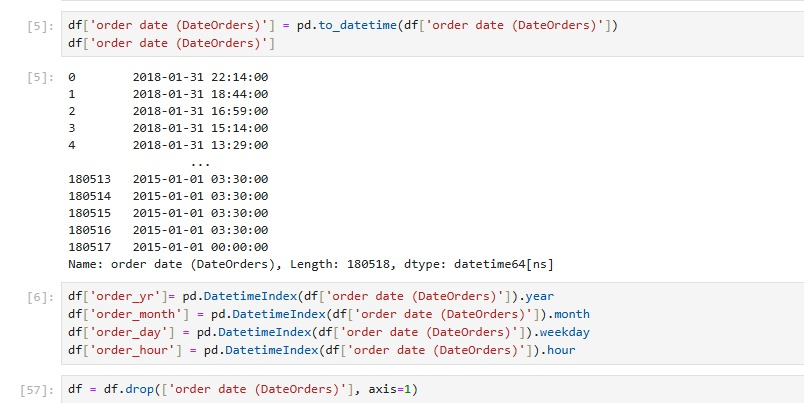 [5]: df['order date (DateOrders)'] = pd.to_datetime(df['order date (DateOrders)'])
df['order date (DateOrders)']
[5]: 0 2018-01-31 22:14:00
1 2018-01-31 18:44:00
2 2018-01-31 16:59:00
3 2018-01-31 15:14:00
4 2018-01-31 13:29:00
...
180513 2015-01-01 03:30:00
180514 2015-01-01 03:30:00
180515 2015-01-01 03:30:00
180516 2015-01-01 03:30:00
180517 2015-01-01 00:00:00
Name: order date (DateOrders), Length: 180518, dtype: datetime64[ns]
[6]: df['order_yr']= pd.DatetimeIndex(df['order date (DateOrders)']).year
df['order_month'] = pd.DatetimeIndex(df['order date (DateOrders)']).month
df['order_day'] = pd.DatetimeIndex(df['order date (DateOrders)']).weekday
df['order_hour'] = pd.DatetimeIndex(df['order date (DateOrders)']).hour
[57]: df = df.drop(['order date (DateOrders)'], axis=1)